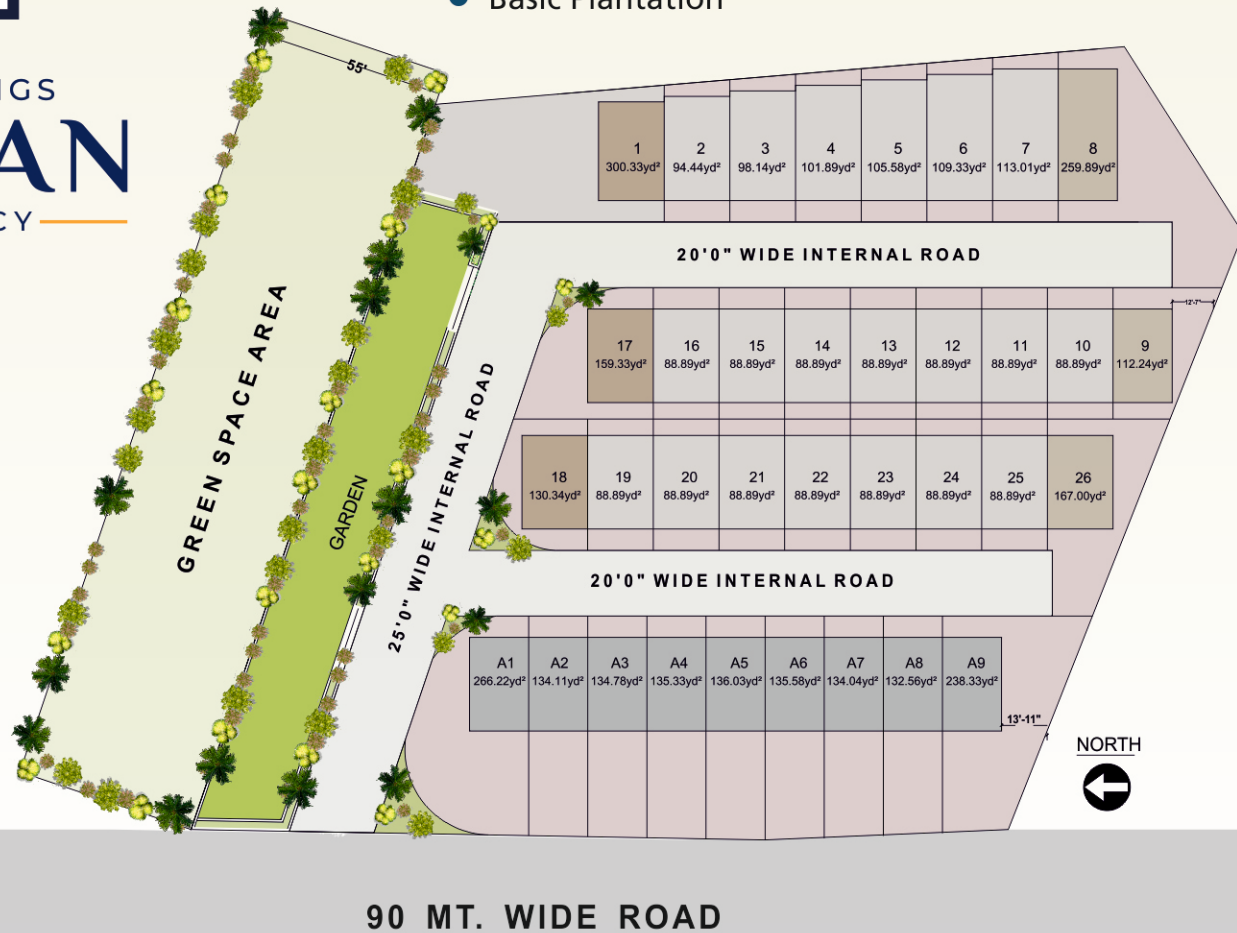 Basic Plantation
NGS
AN
CY
55'
1
300.33yd²
2
94.44yd²
3
98.14yd²
4
101.89yd²
5
105.58yd²
6
109.33yd²
7
113.01yd²
8
259.89yd²
20'0" WIDE INTERNAL ROAD
12'-7"
17
159.33yd²
16
88.89yd²
15
88.89yd²
14
88.89yd²
13
88.89yd²
12
88.89yd²
11
88.89yd²
10
88.89yd²
9
112.24yd²
GREEN SPACE AREA
GARDEN
25'0" WIDE INTERNAL ROAD
18
130.34yd²
19
88.89yd²
20
88.89yd²
21
88.89yd²
22
88.89yd²
23
88.89yd²
24
88.89yd²
25
88.89yd²
26
167.00yd²
20'0" WIDE INTERNAL ROAD
A1
266.22yd²
A2
134.11yd²
A3
134.78yd²
A4
135.33yd²
A5
136.03yd²
A6
135.58yd²
A7
134.04yd²
A8
132.56yd²
A9
238.33yd²
13'-11"
NORTH
90 MT. WIDE ROAD